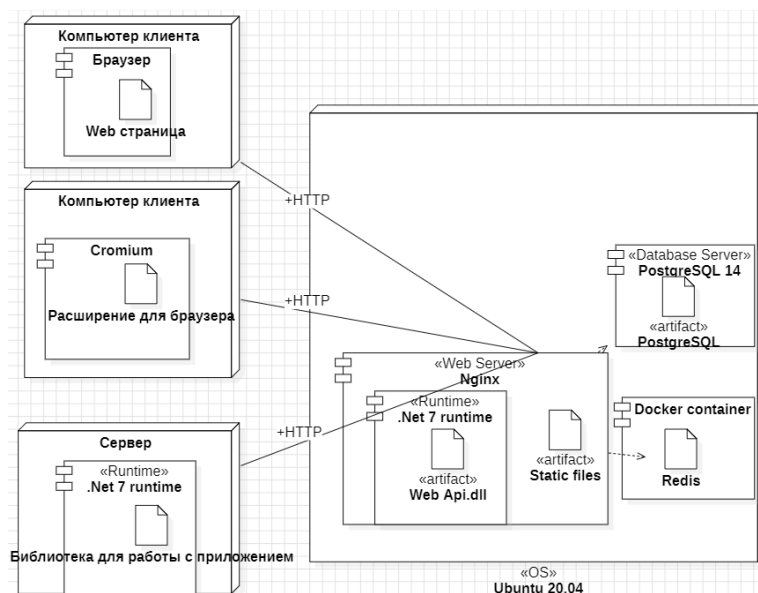 Компьютер клиента
Браузер
Web страница
Компьютер клиента
Cromium
Расширение для браузера
Сервер
«Runtime»
.Net 7 runtime
Библиотека для работы с приложением
+HTTP
+HTTP
+HTTP
«Web Server»
Nginx
«Runtime»
.Net 7 runtime
«artifact»
Web Api.dll
«artifact»
Static files
«Database Server»
PostgreSQL 14
«artifact»
PostgreSQL
Docker container
Redis
«OS»
Ubuntu 20.04